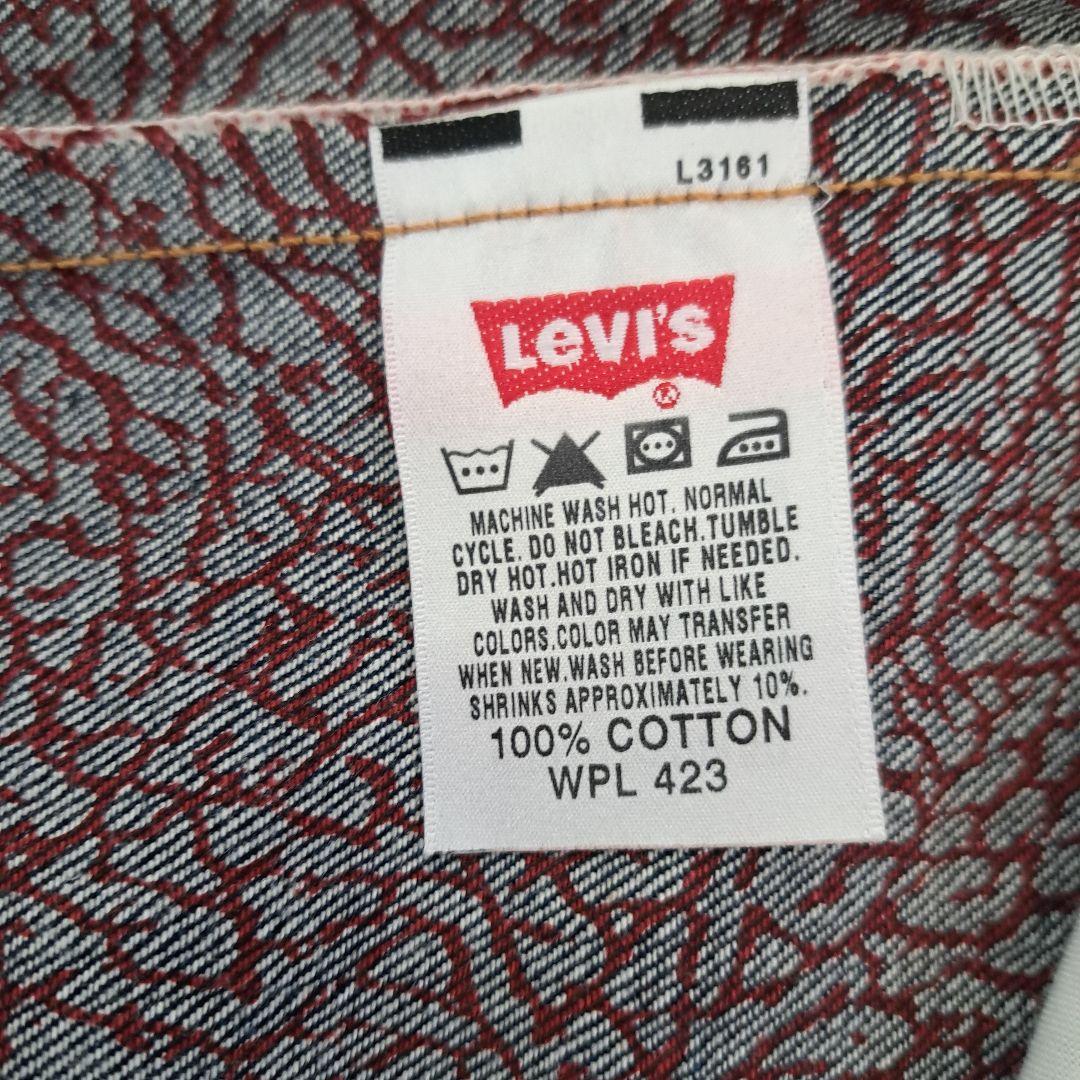 L3161
LEVI'S
®
MACHINE WASH HOT. NORMAL
CYCLE. DO NOT BLEACH.TUMBLE
DRY HOT.HOT IRON IF NEEDED.
WASH AND DRY WITH LIKE
COLORS.COLOR MAY TRANSFER
WHEN NEW.WASH BEFORE WEARING
SHRINKS APPROXIMATELY 10%.
100% COTTON
WPL 423